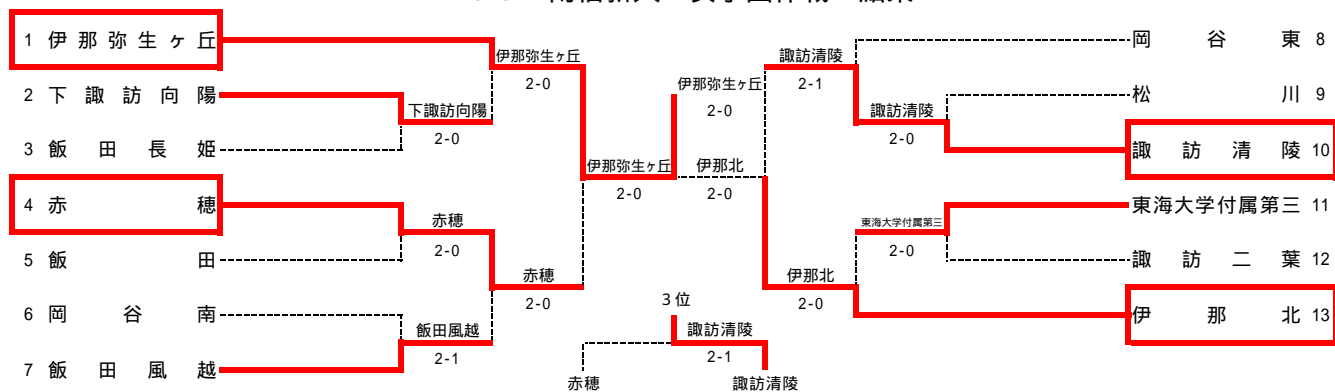 1 伊那弥生ヶ丘
2 下諏訪向陽
3 飯田長姫
4 赤穂
5 飯田
6 岡谷南
7 飯田風越
下諏訪向陽
2-0
赤穂
2-0
飯田風越
2-1
伊那弥生ヶ丘
2-0
赤穂
2-0
伊那弥生ヶ丘
2-0
伊那弥生ヶ丘
2-0
伊那北
2-0
3位
諏訪清陵
2-1
赤穂
諏訪清陵
諏訪清陵
2-1
伊那北
2-0
諏訪清陵
2-0
東海大学付属第三
2-0
岡谷東 8
松川 9
諏訪清陵 10
東海大学付属第三 11
諏訪二葉 12
伊那北 13